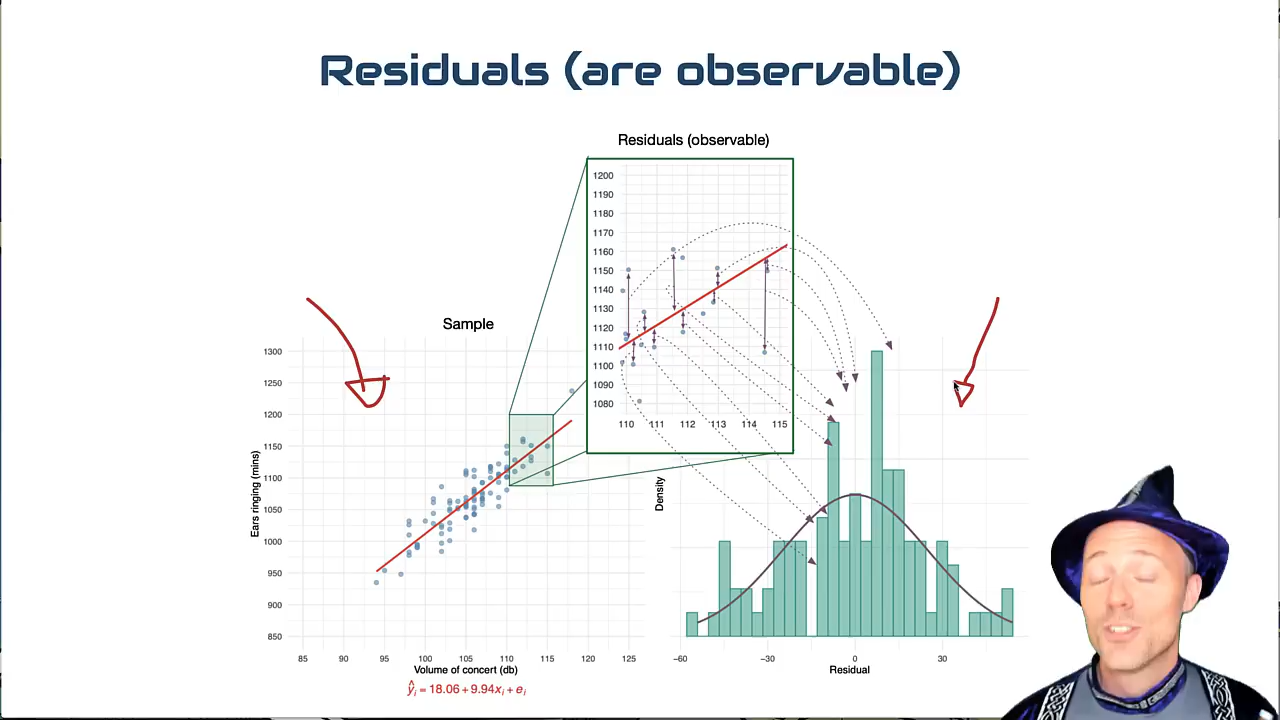 Residuals (are observable)
Residuals (observable)
1200
1190
1180
1170
1160
1150
1140
1130
1120
1110
1100
1090
1080
110 111 112 113 114 115
Sample
1300
1250
1200
1150
1100
1050
1000
950
900
850
Ears ringing (mins)
85 90 95 100 105 110 115 120 125
Volume of concert (db)
ŷᵢ = 18.06 + 9.94xᵢ + eᵢ
Density
−60 −30 0 30
Residual